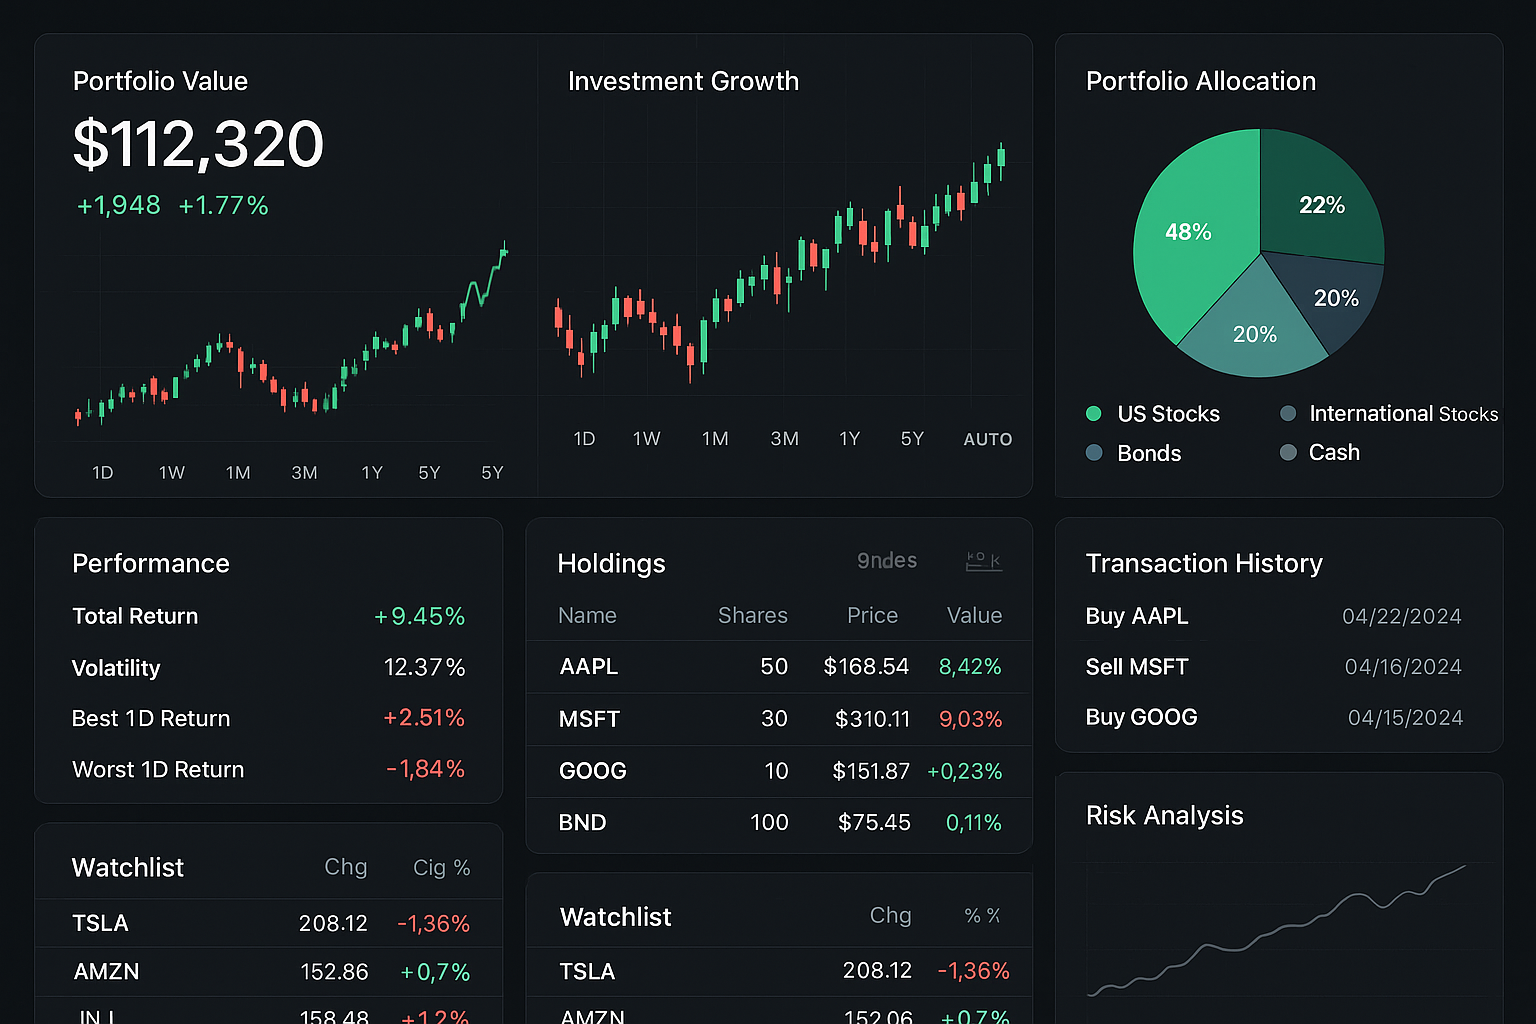 Portfolio Value
$112,320
+1,948 +1.77%
1D 1W 1M 3M 1Y 5Y 5Y
Investment Growth
1D 1W 1M 3M 1Y 5Y AUTO
Portfolio Allocation
48%
22%
20%
20%
US Stocks
International Stocks
Bonds
Cash
Performance
Total Return +9.45%
Volatility 12.37%
Best 1D Return +2.51%
Worst 1D Return -1,84%
Holdings 9ndes
Name Shares Price Value
AAPL 50 $168.54 8,42%
MSFT 30 $310.11 9,03%
GOOG 10 $151.87 +0,23%
BND 100 $75.45 0,11%
Transaction History
Buy AAPL 04/22/2024
Sell MSFT 04/16/2024
Buy GOOG 04/15/2024
Watchlist Chg Cig %
TSLA 208.12 -1,36%
AMZN 152.86 +0,7%
158.48 +1.2%
Watchlist Chg % %
TSLA 208.12 -1,36%
AMZN 152.06 +0.7%
Risk Analysis